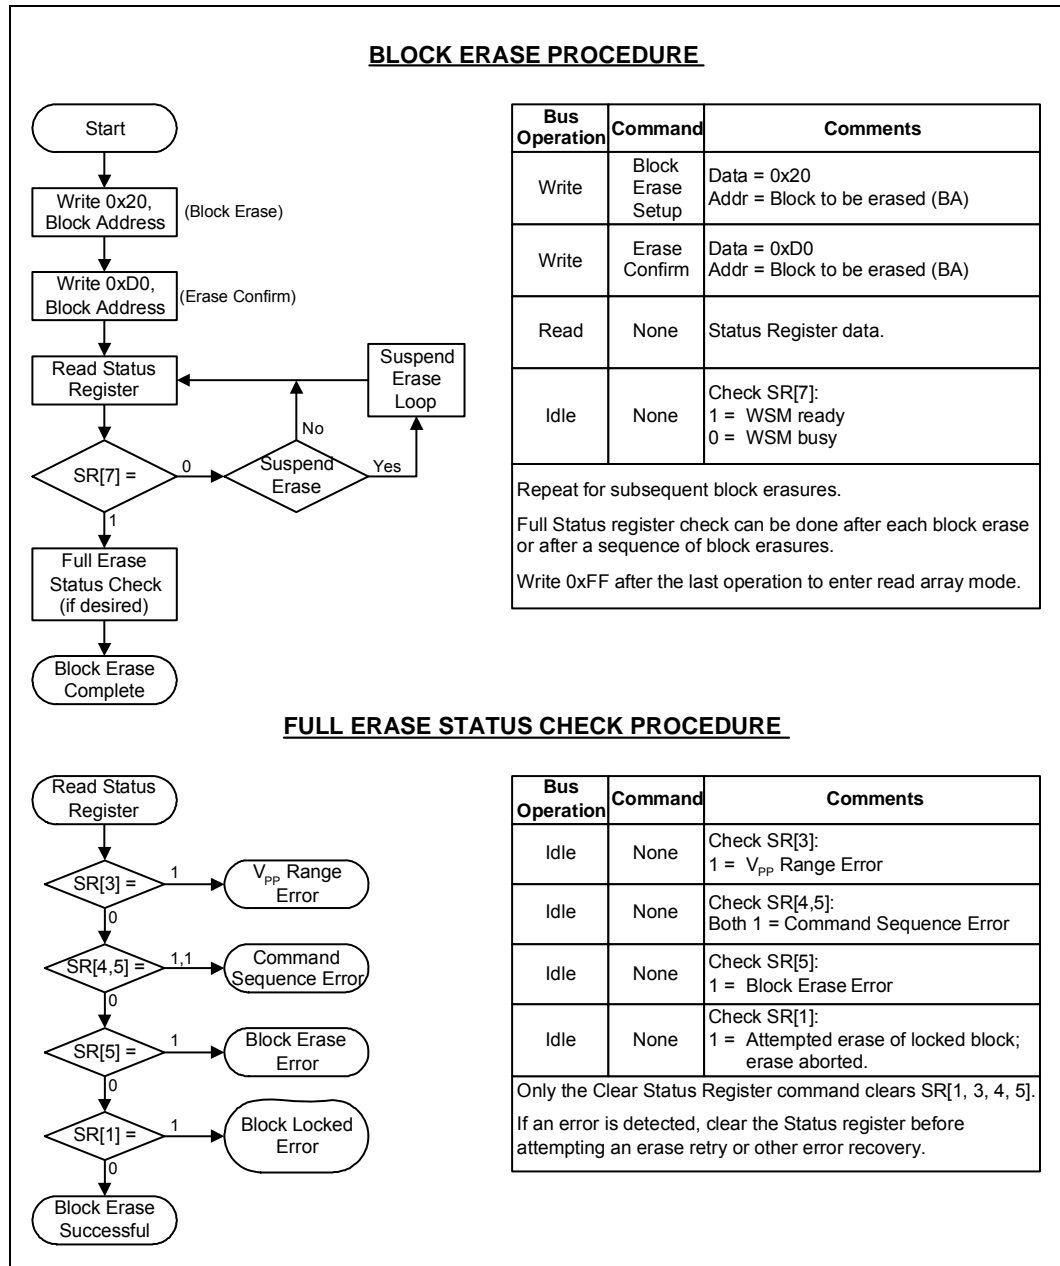 BLOCK ERASE PROCEDURE
Start
Write 0x20,
Block Address
(Block Erase)
Write 0xD0,
Block Address
(Erase Confirm)
Read Status
Register
Suspend
Erase
Loop
No
SR[7] =
0
Suspend
Erase
Yes
1
Full Erase
Status Check
(if desired)
Block Erase
Complete
Bus
Operation
Command
Comments
Write
Block
Erase
Setup
Data = 0x20
Addr = Block to be erased (BA)
Write
Erase
Confirm
Data = 0xD0
Addr = Block to be erased (BA)
Read
None
Status Register data.
Idle
None
Check SR[7]:
1 = WSM ready
0 = WSM busy
Repeat for subsequent block erasures.
Full Status register check can be done after each block erase
or after a sequence of block erasures.
Write 0xFF after the last operation to enter read array mode.
FULL ERASE STATUS CHECK PROCEDURE
Read Status
Register
SR[3] =
1
VPP Range
Error
0
SR[4,5] =
1,1
Command
Sequence Error
0
SR[5] =
1
Block Erase
Error
0
SR[1] =
1
Block Locked
Error
0
Block Erase
Successful
Bus
Operation
Command
Comments
Idle
None
Check SR[3]:
1 = VPP Range Error
Idle
None
Check SR[4,5]:
Both 1 = Command Sequence Error
Idle
None
Check SR[5]:
1 = Block Erase Error
Idle
None
Check SR[1]:
1 = Attempted erase of locked block;
erase aborted.
Only the Clear Status Register command clears SR[1, 3, 4, 5].
If an error is detected, clear the Status register before
attempting an erase retry or other error recovery.